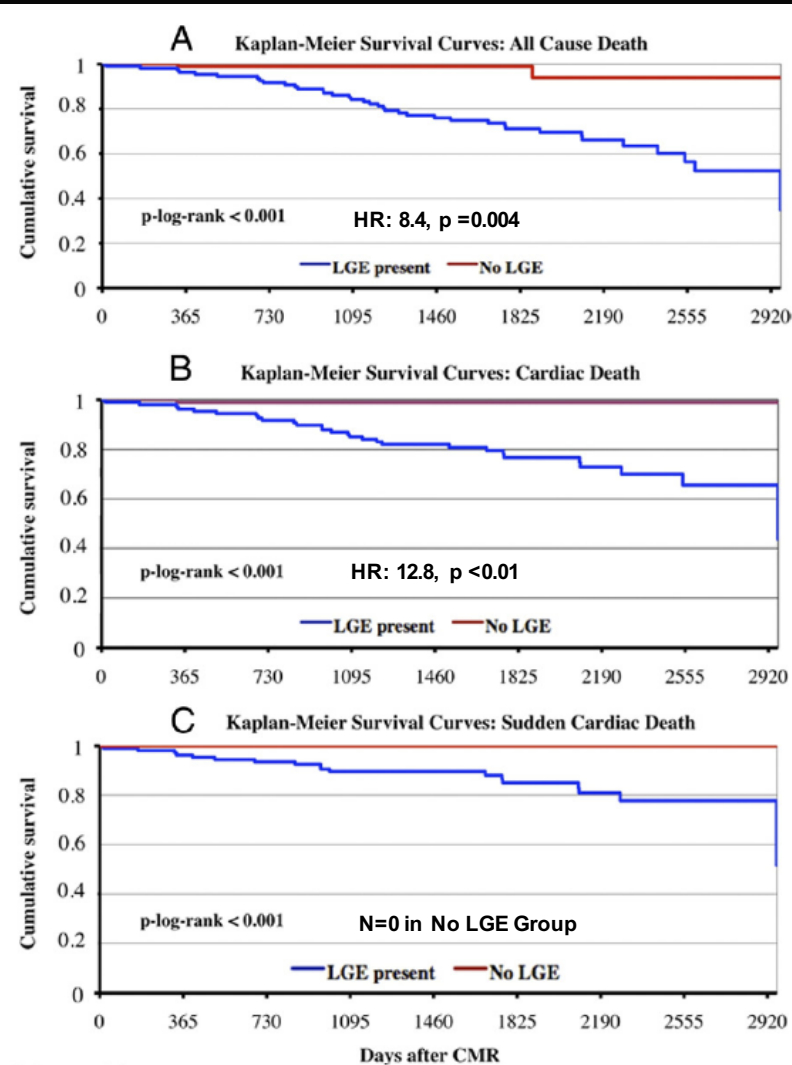 A Kaplan-Meier Survival Curves: All Cause Death
Cumulative survival
1
0.8
0.6
0.4
0.2
0
p-log-rank < 0.001 HR: 8.4, p =0.004
LGE present No LGE
0 365 730 1095 1460 1825 2190 2555 2920
B Kaplan-Meier Survival Curves: Cardiac Death
Cumulative survival
1
0.8
0.6
0.4
0.2
0
p-log-rank < 0.001 HR: 12.8, p <0.01
LGE present No LGE
0 365 730 1095 1460 1825 2190 2555 2920
C Kaplan-Meier Survival Curves: Sudden Cardiac Death
Cumulative survival
1
0.8
0.6
0.4
0.2
0
p-log-rank < 0.001 N=0 in No LGE Group
LGE present No LGE
0 365 730 1095 1460 1825 2190 2555 2920
Days after CMR